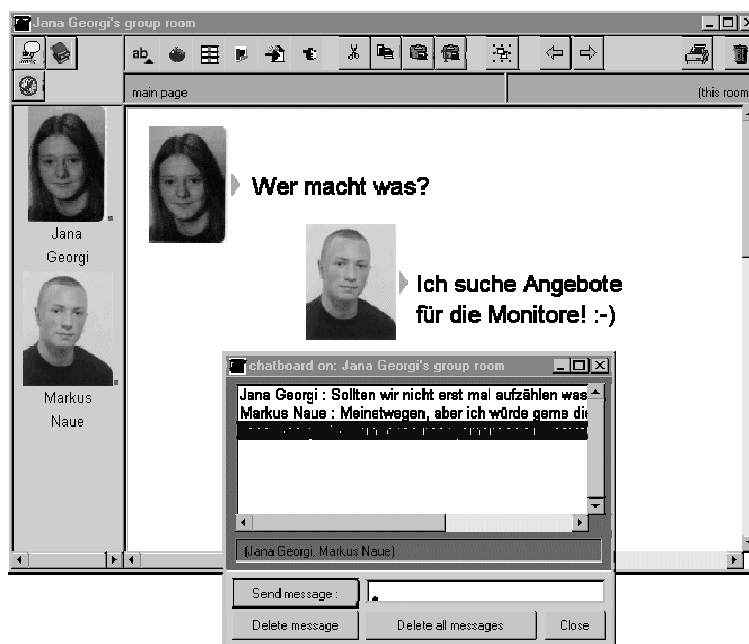 Jana Georgi's group room
ab
main page
(this room
Wer macht was?
Jana
Georgi
Ich suche Angebote
für die Monitore! :-)
Markus
Naue
chatboard on: Jana Georgi's group room
Jana Georgi : Sollten wir nicht erst mal aufzählen was
Markus Naue : Meinetwegen, aber ich würde gerne die
(Jana Georgi, Markus Naue)
Send message :
Delete message
Delete all messages
Close